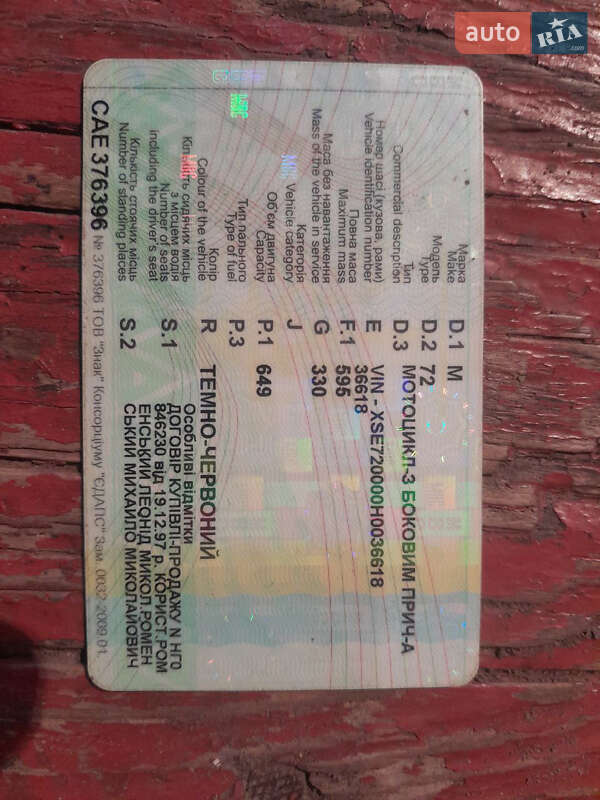 auto RIA .com
Марка D.1 М
Make
Модель D.2 72
Type
Тип D.3 МОТОЦИКЛ-З БОКОВИМ ПРИЧ-А
Commercial description
Номер шасі (кузова, рами) E VIN - XSE720000H0036618
Vehicle identification number 36618
Повна маса F.1 595
Maximum mass
Маса без навантаження G 330
Mass of the vehicle in service
Категорія J
Vehicle category
Об'єм двигуна P.1 649
Capacity
Тип пального P.3
Type of fuel
Колір R ТЕМНО-ЧЕРВОНИЙ
Colour of the vehicle
Кількість сидячих місць S.1 Особливі відмітки
з місцем водія ДОГОВІР КУПІВЛІ-ПРОДАЖУ N НГО
Number of seats 846230 від 19.12.97 р. КОРИСТ.РОМ
including the driver's seat ЕНСЬКИЙ ЛЕОНІД МИКОЛ.РОМЕН
Кількість стоячих місць S.2 СЬКИЙ МИХАЙЛО МИКОЛАЙОВИЧ
Number of standing places
САЕ 376396 № 376396 ТОВ "Знак" Консорціуму "ЄДАПС" Зам. 0032-2009.01.